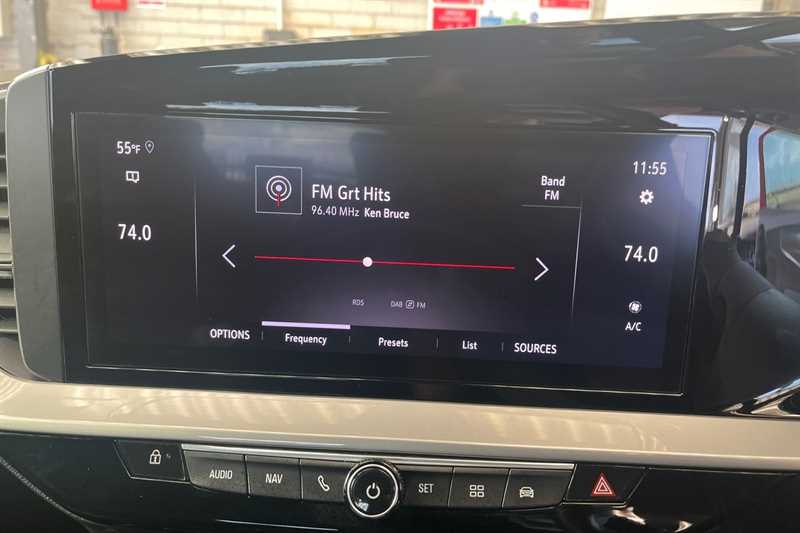 55°F
11:55
FM Grt Hits
96.40 MHz Ken Bruce
Band
FM
74.0
74.0
RDS
DAB FM
A/C
OPTIONS
Frequency
Presets
List
SOURCES
AUDIO
NAV
SET